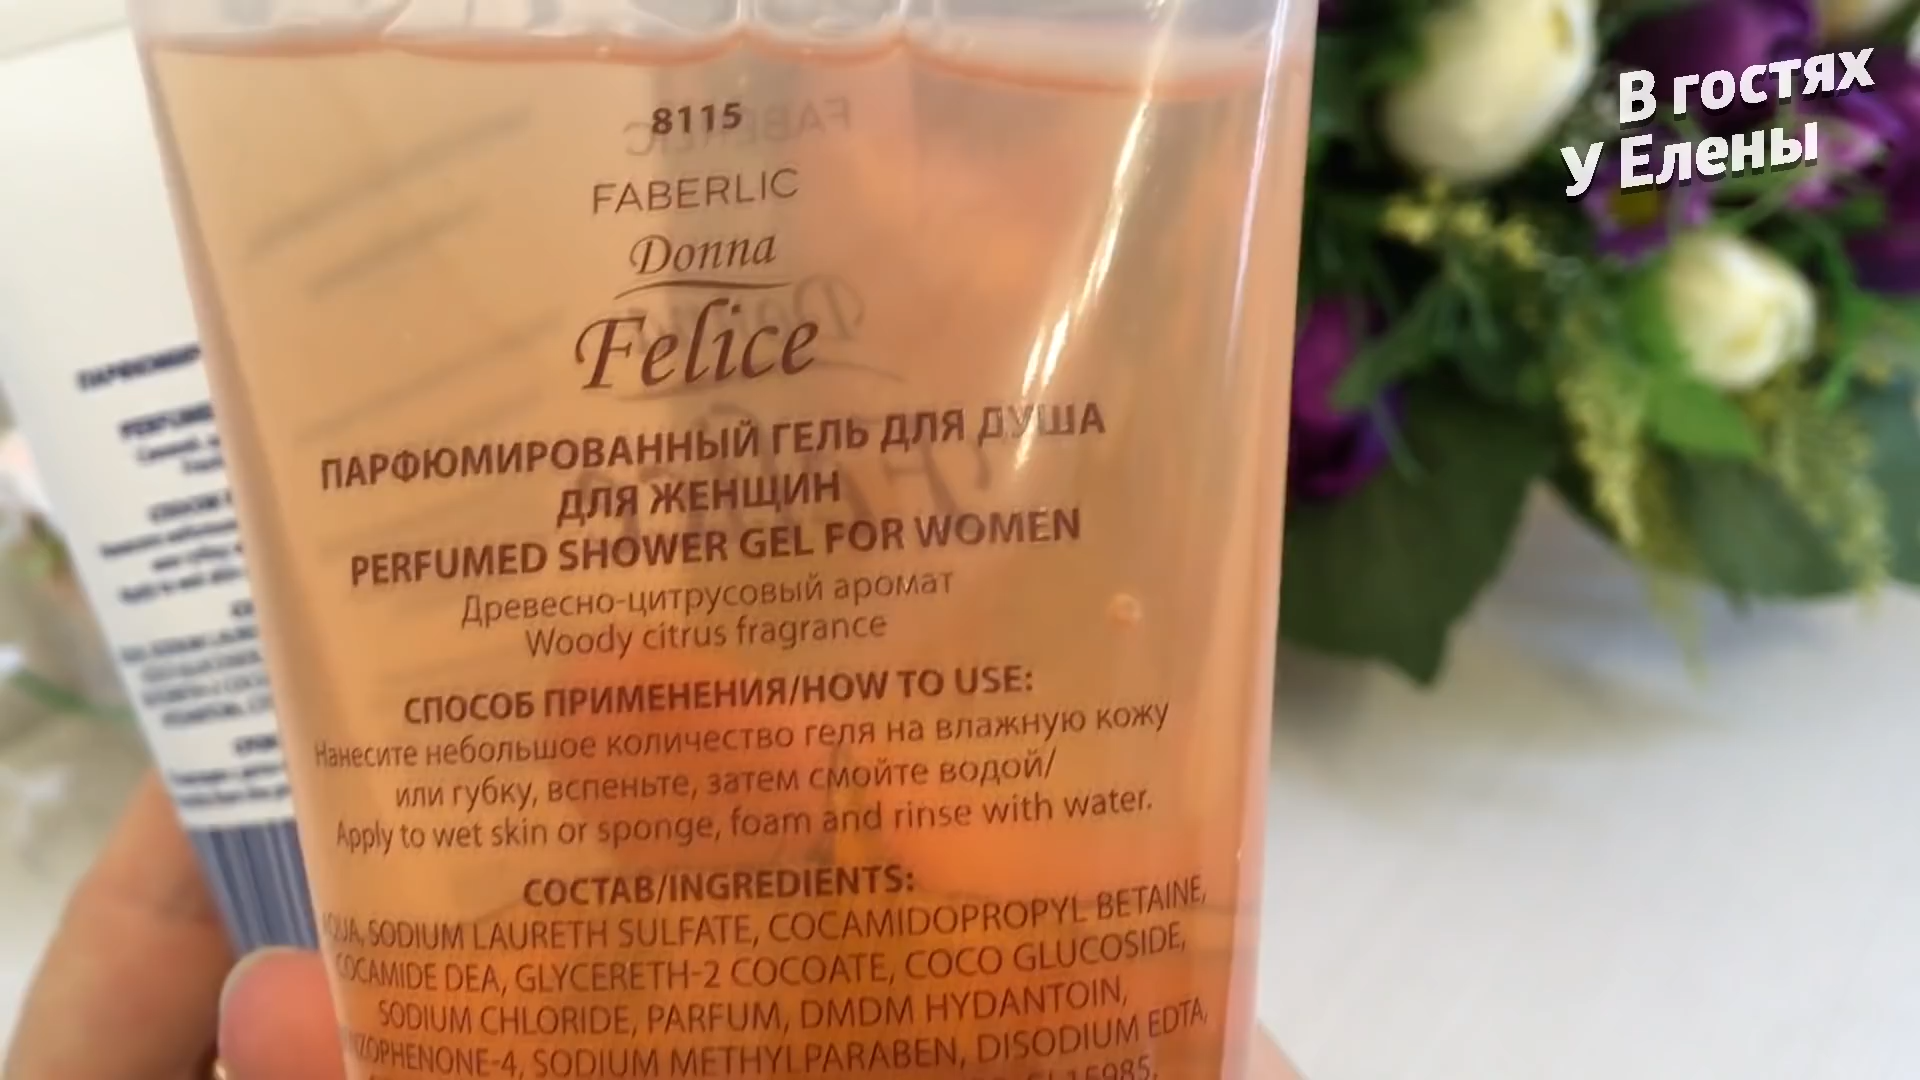 В гостях
у Елены
8115
FABERLIC
Donna
Felice
ПАРФЮМИРОВАННЫЙ ГЕЛЬ ДЛЯ ДУША
ДЛЯ ЖЕНЩИН
PERFUMED SHOWER GEL FOR WOMEN
Древесно-цитрусовый аромат
Woody citrus fragrance
СПОСОБ ПРИМЕНЕНИЯ/HOW TO USE:
Нанесите небольшое количество геля на влажную кожу
или губку, вспеньте, затем смойте водой/
Apply to wet skin or sponge, foam and rinse with water.
СОСТАВ/INGREDIENTS:
AQUA, SODIUM LAURETH SULFATE, COCAMIDOPROPYL BETAINE,
COCAMIDE DEA, GLYCERETH-2 COCOATE, COCO GLUCOSIDE,
SODIUM CHLORIDE, PARFUM, DMDM HYDANTOIN,
SODIUM METHYLPARABEN, DISODIUM EDTA,